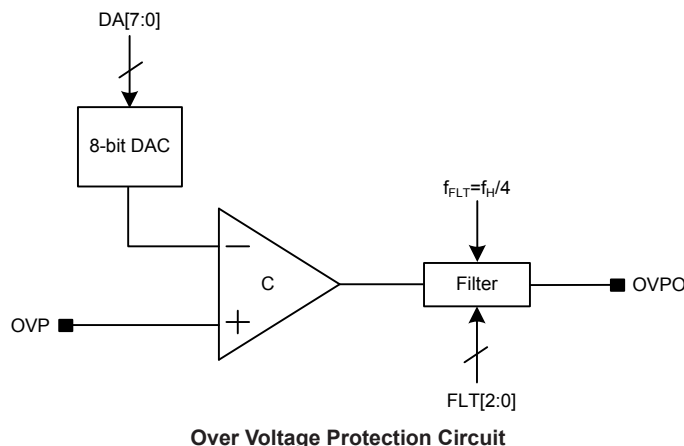 DA[7:0]
8-bit DAC
f_FLT=f_H/4
−
C
Filter
OVPO
OVP
+
FLT[2:0]
Over Voltage Protection Circuit